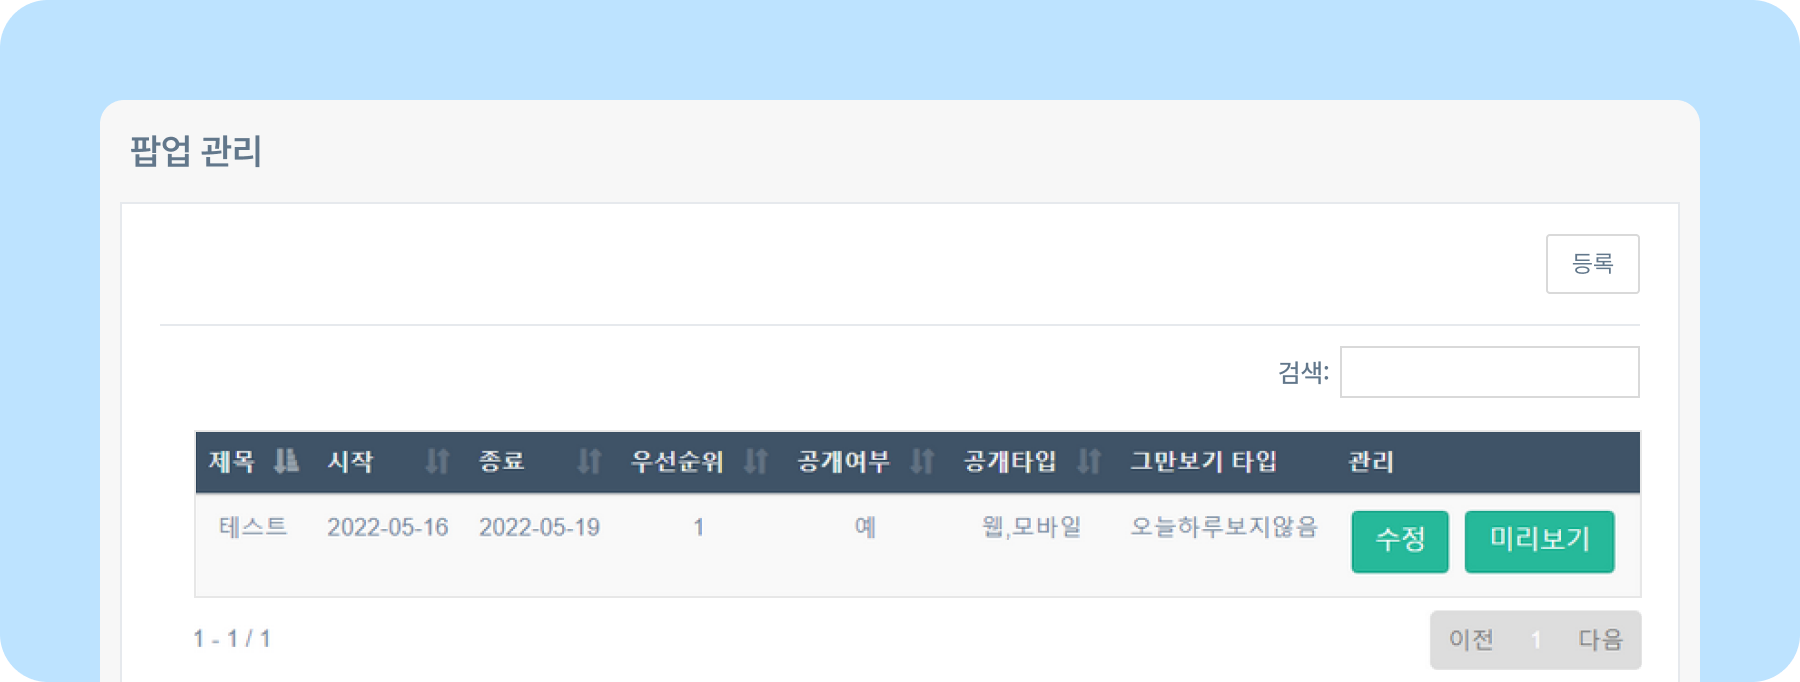 팝업 관리
등록
검색:
제목 시작 종료 우선순위 공개여부 공개타입 그만보기 타입 관리
테스트 2022-05-16 2022-05-19 1 예 웹,모바일 오늘하루보지않음 수정 미리보기
1 - 1 / 1
이전 1 다음